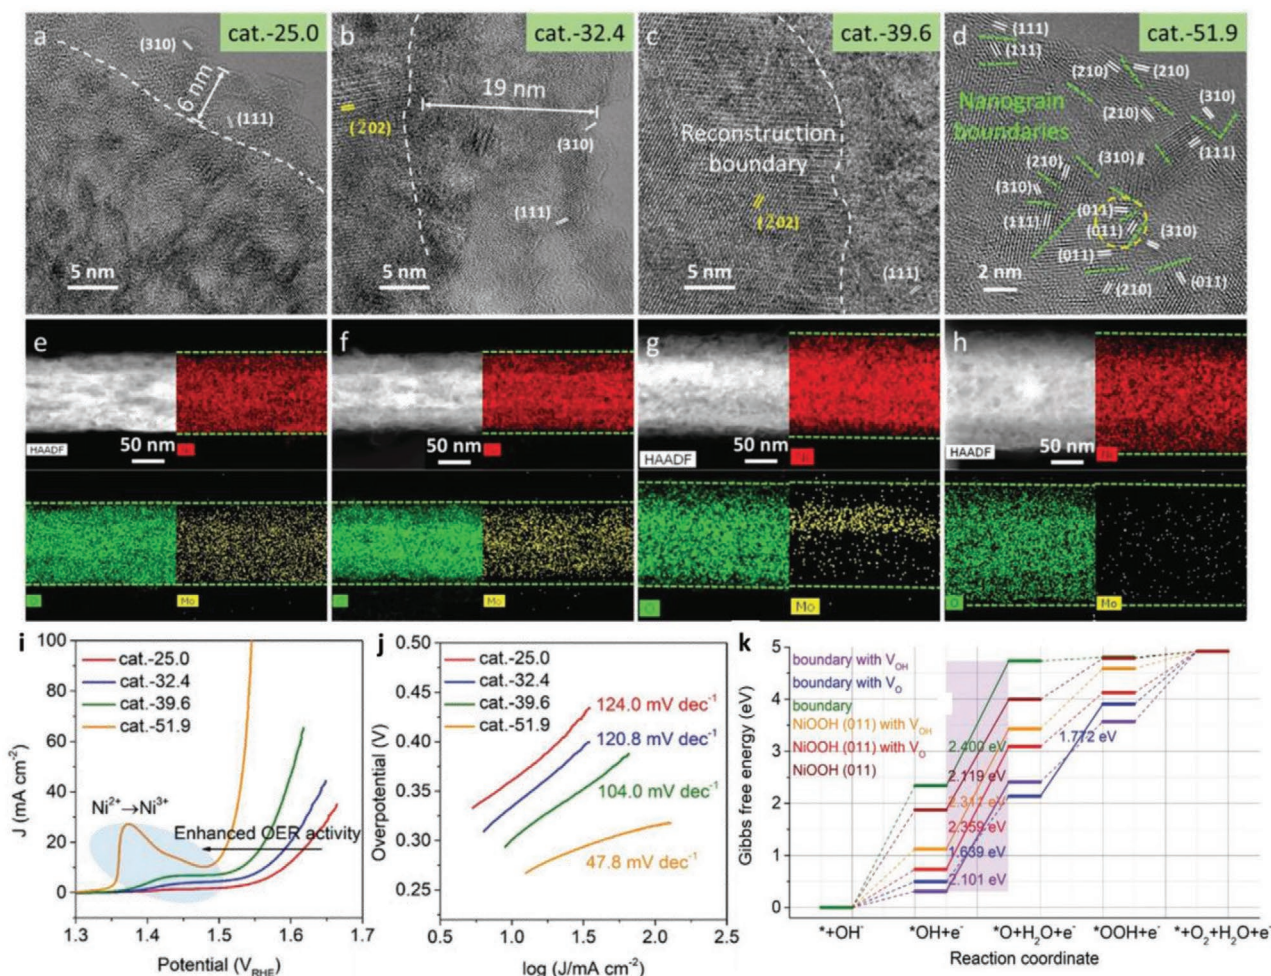 a
cat.-25.0
(310)
6 nm
(111)
5 nm
b
cat.-32.4
19 nm
(2̄02)
(310)
(111)
5 nm
c
cat.-39.6
Reconstruction
boundary
(2̄02)
(111)
5 nm
d
cat.-51.9
(111)
(111)
(210)
(210)
Nanograin
boundaries
(210)
(310)
(111)
(210)
(310)
(310)
(011)
(111)
(011)
(310)
(011)
(210)
(011)
2 nm
e
HAADF
50 nm
Ni
O
Mo
f
50 nm
Mo
g
HAADF
50 nm
Ni
O
Mo
h
HAADF
50 nm
Ni
O
Mo
i
100
80
60
40
20
0
J (mA cm⁻²)
cat.-25.0
cat.-32.4
cat.-39.6
cat.-51.9
Ni²⁺→Ni³⁺
Enhanced OER activity
1.3 1.4 1.5 1.6 1.7
Potential (V_RHE)
j
0.50
0.45
0.40
0.35
0.30
0.25
Overpotential (V)
cat.-25.0
cat.-32.4
cat.-39.6
cat.-51.9
124.0 mV dec⁻¹
120.8 mV dec⁻¹
104.0 mV dec⁻¹
47.8 mV dec⁻¹
0.5 1.0 1.5 2.0 2.5
log (J/mA cm⁻²)
k
5
4
3
2
1
0
Gibbs free energy (eV)
boundary with V_OH
boundary with V_O
boundary
NiOOH (011) with V_OH
NiOOH (011) with V_O
NiOOH (011)
2.400 eV
1.772 eV
2.119 eV
2.359 eV
1.639 eV
2.101 eV
*+OH⁻ *OH+e⁻ *O+H₂O+e⁻ *OOH+e⁻ *+O₂+H₂O+e⁻
Reaction coordinate